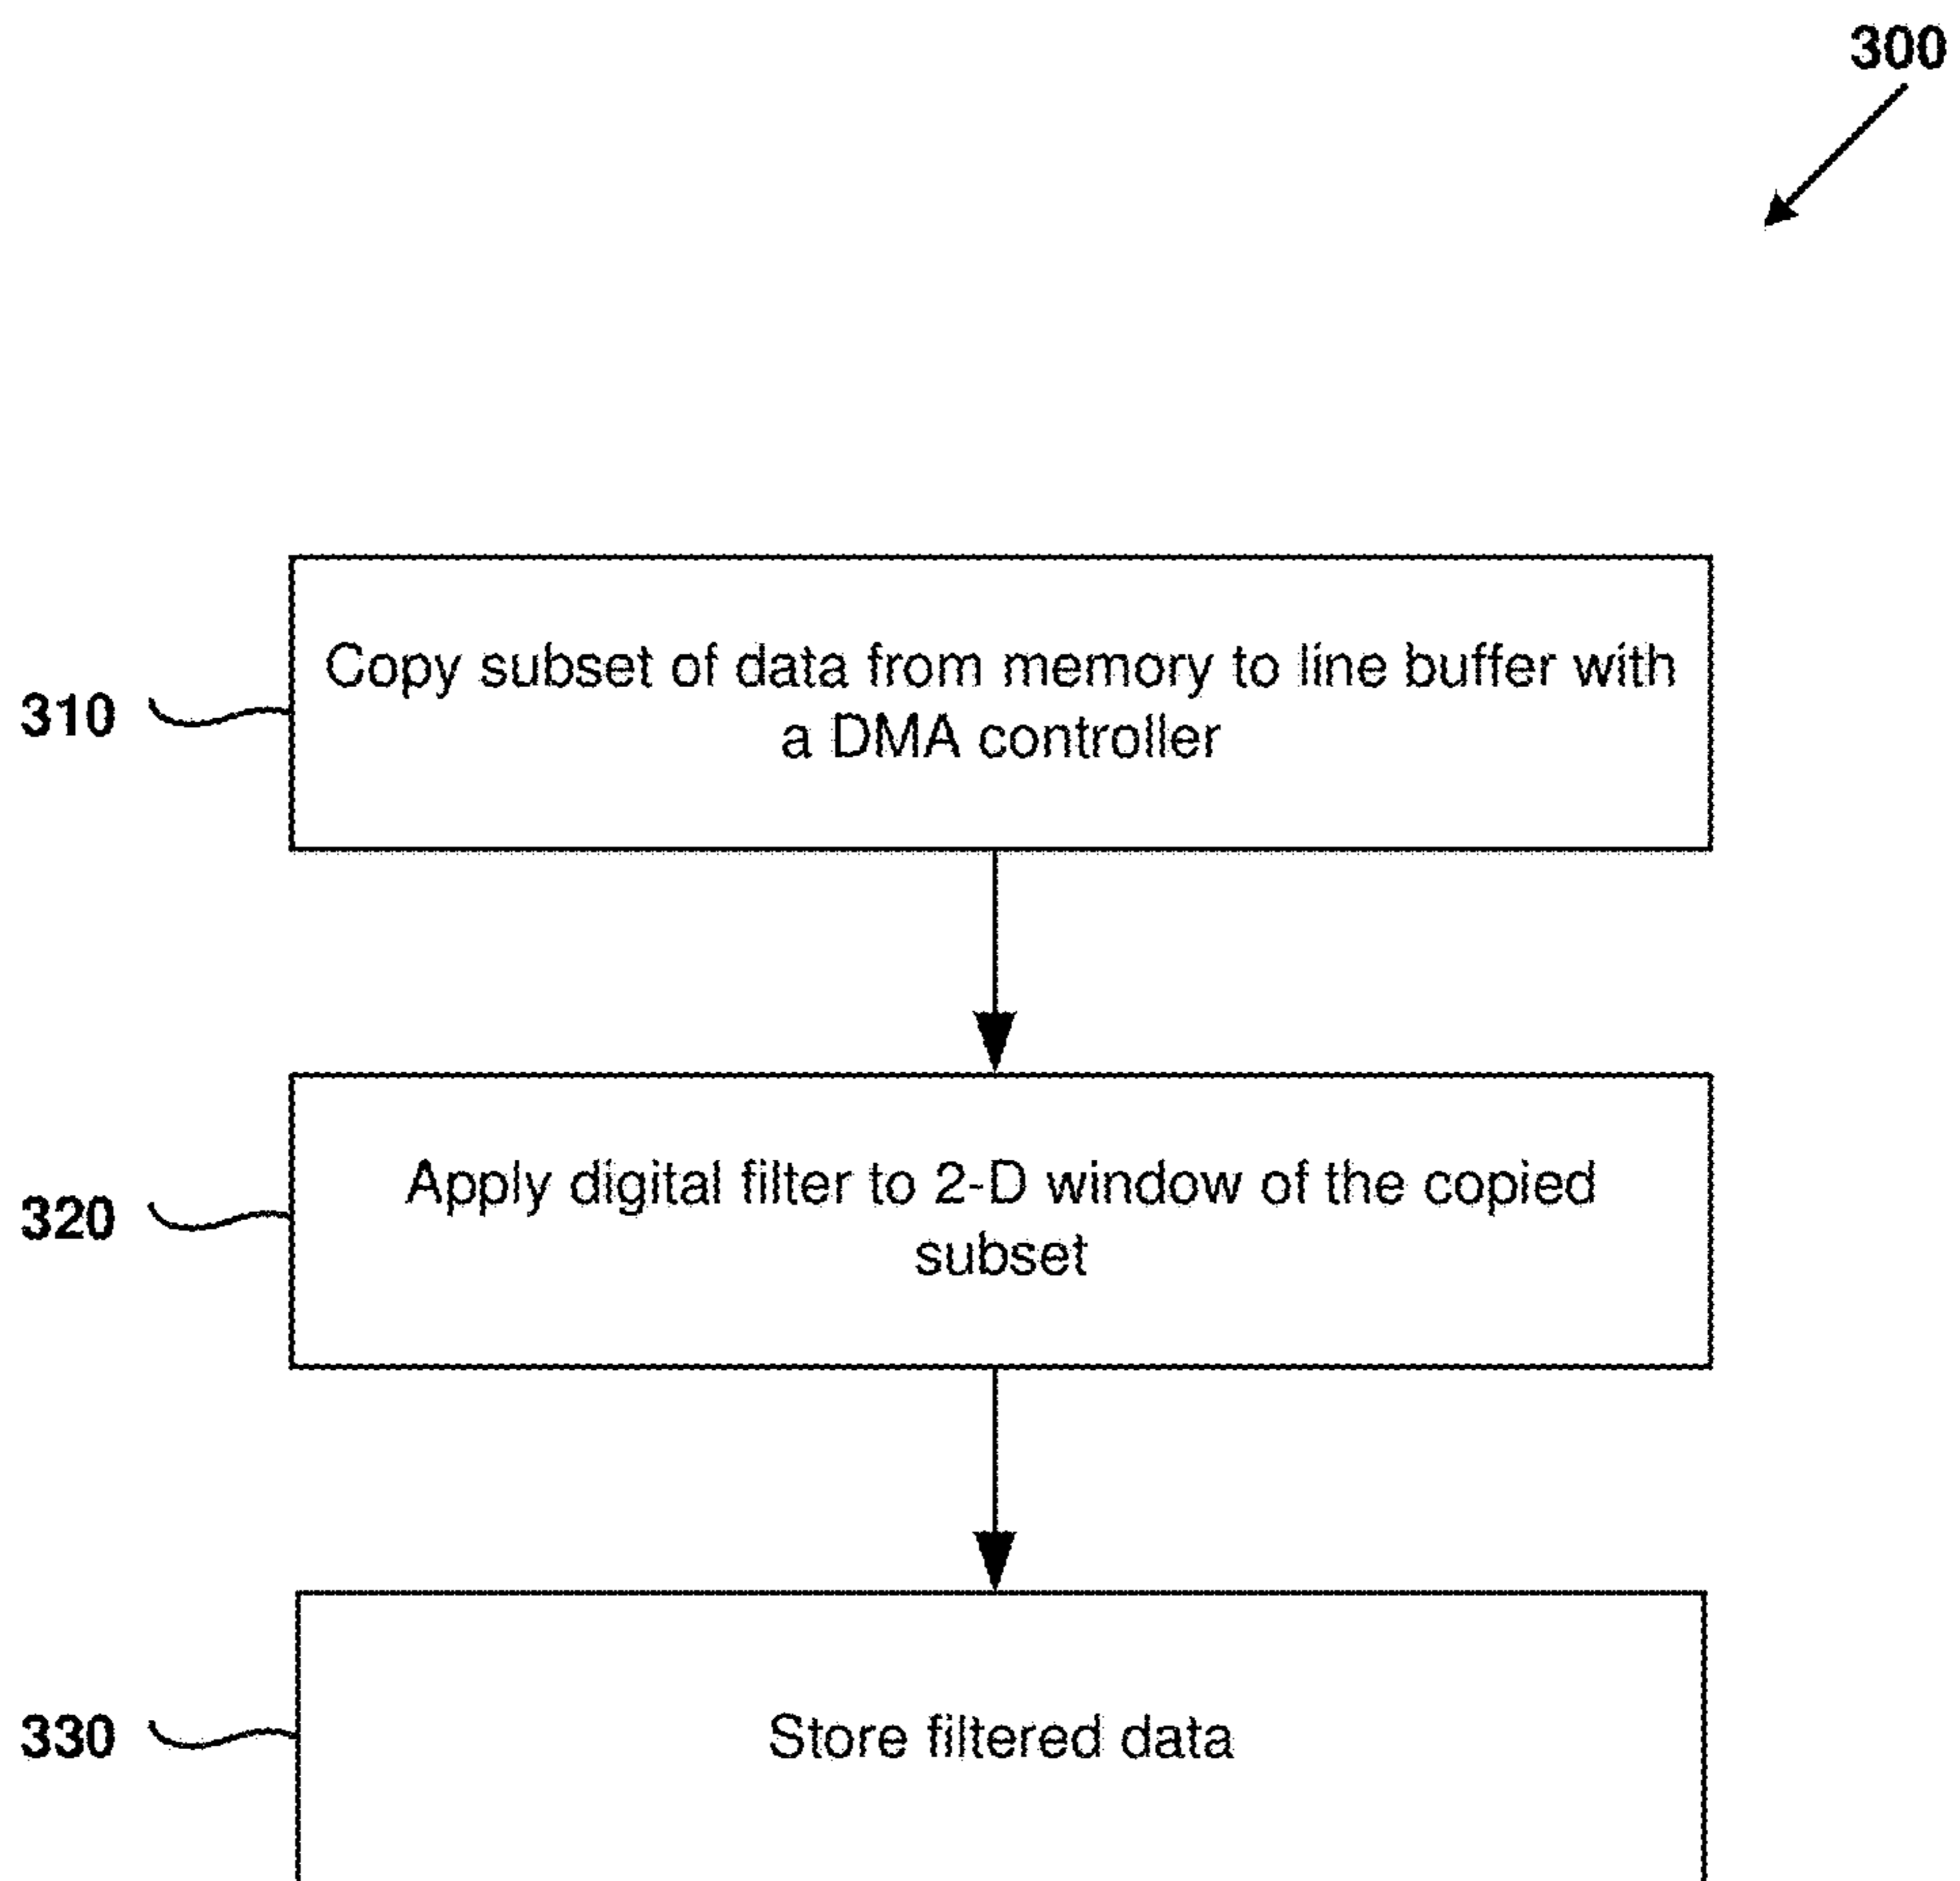 300
310
Copy subset of data from memory to line buffer with
a DMA controller
320
Apply digital filter to 2-D window of the copied
subset
330
Store filtered data